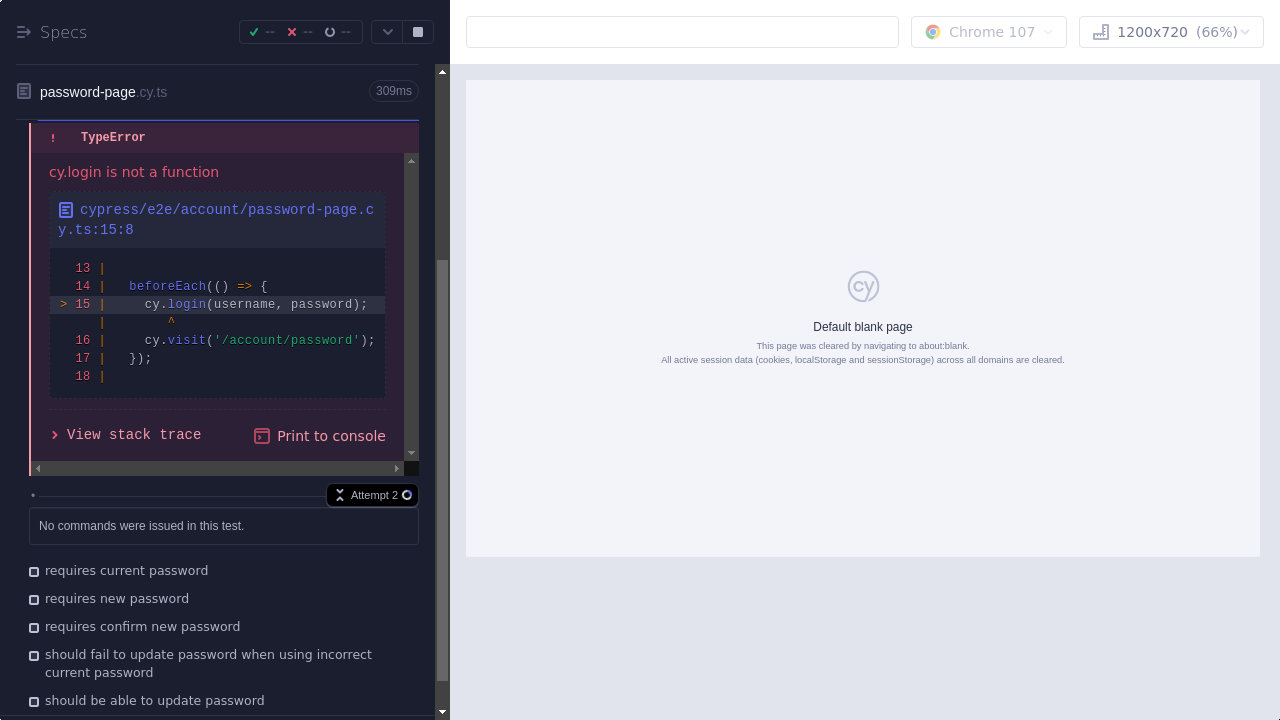 Specs
--
--
--
Chrome 107
1200x720 (66%)
password-page.cy.ts
309ms
! TypeError
cy.login is not a function
cypress/e2e/account/password-page.c
y.ts:15:8
13 |
14 |   beforeEach(() => {
> 15 |     cy.login(username, password);
|        ^
16 |     cy.visit('/account/password');
17 |   });
18 |
View stack trace
Print to console
Attempt 2
No commands were issued in this test.
requires current password
requires new password
requires confirm new password
should fail to update password when using incorrect
current password
should be able to update password
cy
Default blank page
This page was cleared by navigating to about:blank.
All active session data (cookies, localStorage and sessionStorage) across all domains are cleared.